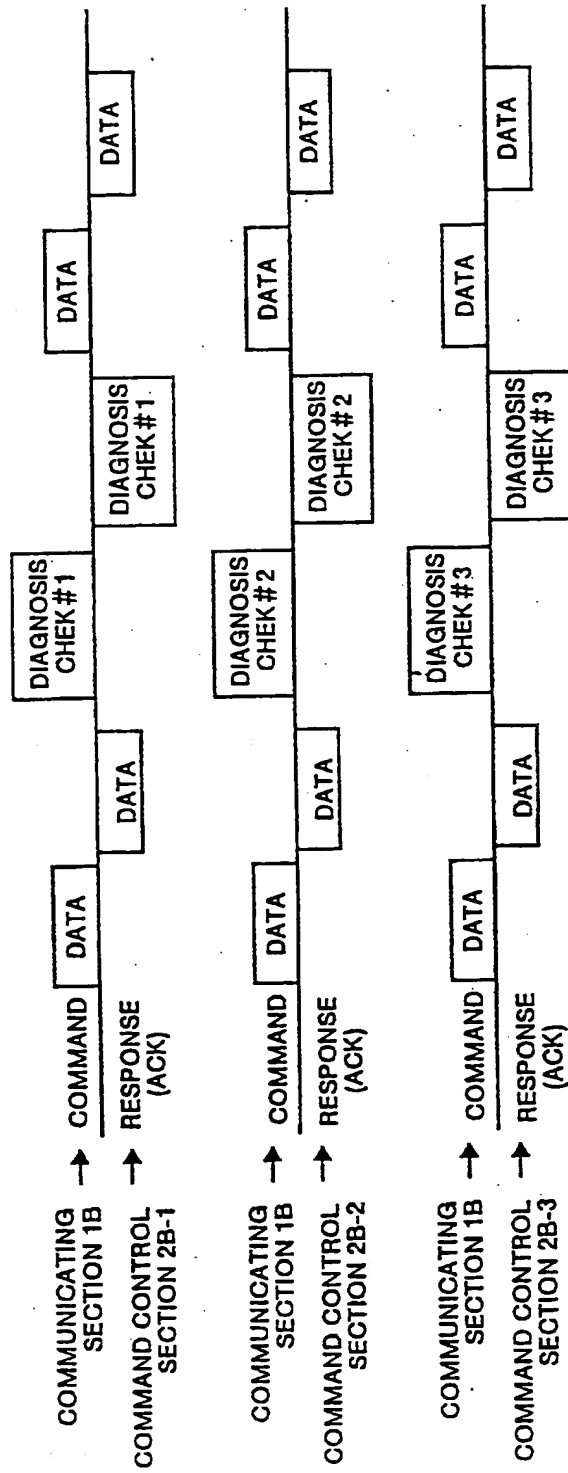 COMMUNICATING
SECTION 1B
→ COMMAND
COMMAND CONTROL
SECTION 2B-1
→ RESPONSE
(ACK)
DATA
DATA
DIAGNOSIS
CHEK#1
DIAGNOSIS
CHEK#1
DATA
DATA
COMMUNICATING
SECTION 1B
→ COMMAND
COMMAND CONTROL
SECTION 2B-2
→ RESPONSE
(ACK)
DATA
DATA
DIAGNOSIS
CHEK#2
DIAGNOSIS
CHEK#2
DATA
DATA
COMMUNICATING
SECTION 1B
→ COMMAND
COMMAND CONTROL
SECTION 2B-3
→ RESPONSE
(ACK)
DATA
DATA
DIAGNOSIS
CHEK#3
DIAGNOSIS
CHEK#3
DATA
DATA